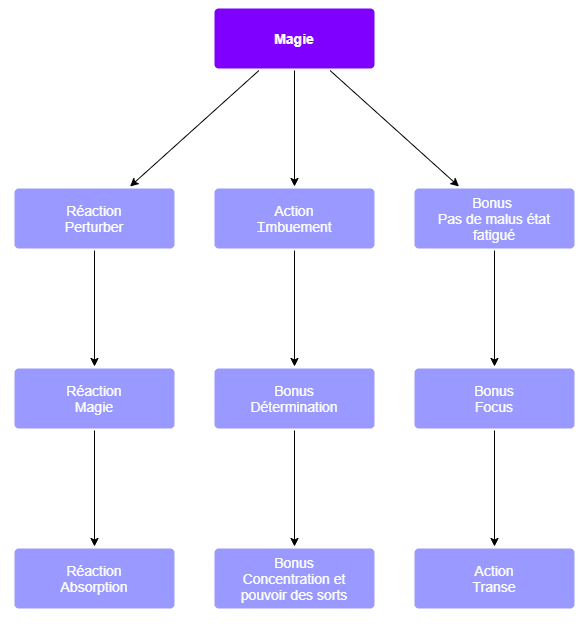 Magie
Réaction
Perturber
Action
Imbuement
Bonus
Pas de malus état
fatigué
Réaction
Magie
Bonus
Détermination
Bonus
Focus
Réaction
Absorption
Bonus
Concentration et
pouvoir des sorts
Action
Transe